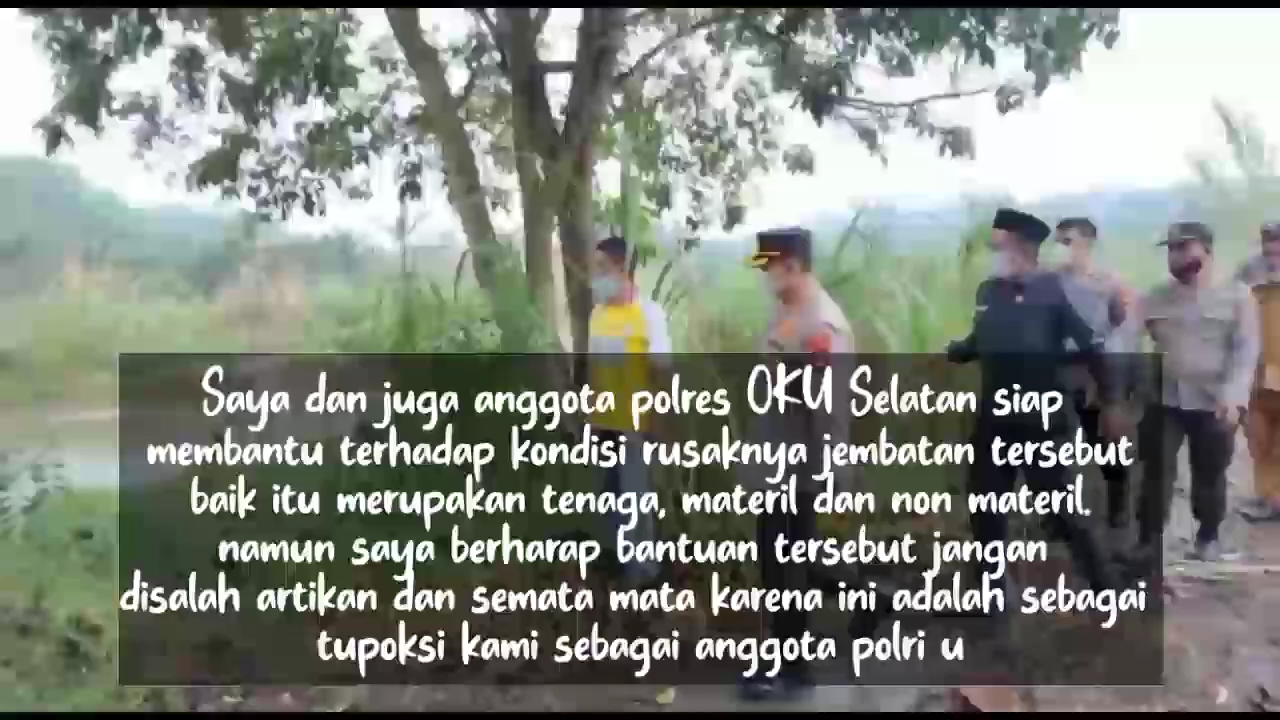 Saya dan juga anggota polres OKU Selatan siap
membantu terhadap kondisi rusaknya jembatan tersebut
baik itu merupakan tenaga, materil dan non materil.
namun saya berharap bantuan tersebut jangan
disalah artikan dan semata mata karena ini adalah sebagai
tupoksi kami sebagai anggota polri u